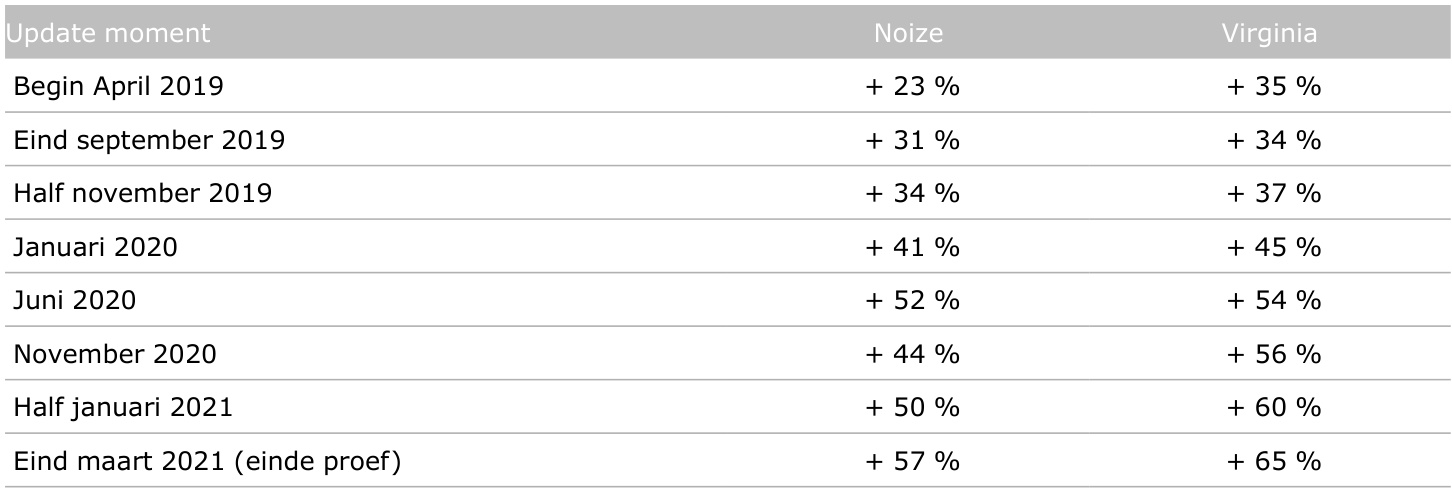 Update moment Noize Virginia
Begin April 2019 + 23 % + 35 %
Eind september 2019 + 31 % + 34 %
Half november 2019 + 34 % + 37 %
Januari 2020 + 41 % + 45 %
Juni 2020 + 52 % + 54 %
November 2020 + 44 % + 56 %
Half januari 2021 + 50 % + 60 %
Eind maart 2021 (einde proef) + 57 % + 65 %